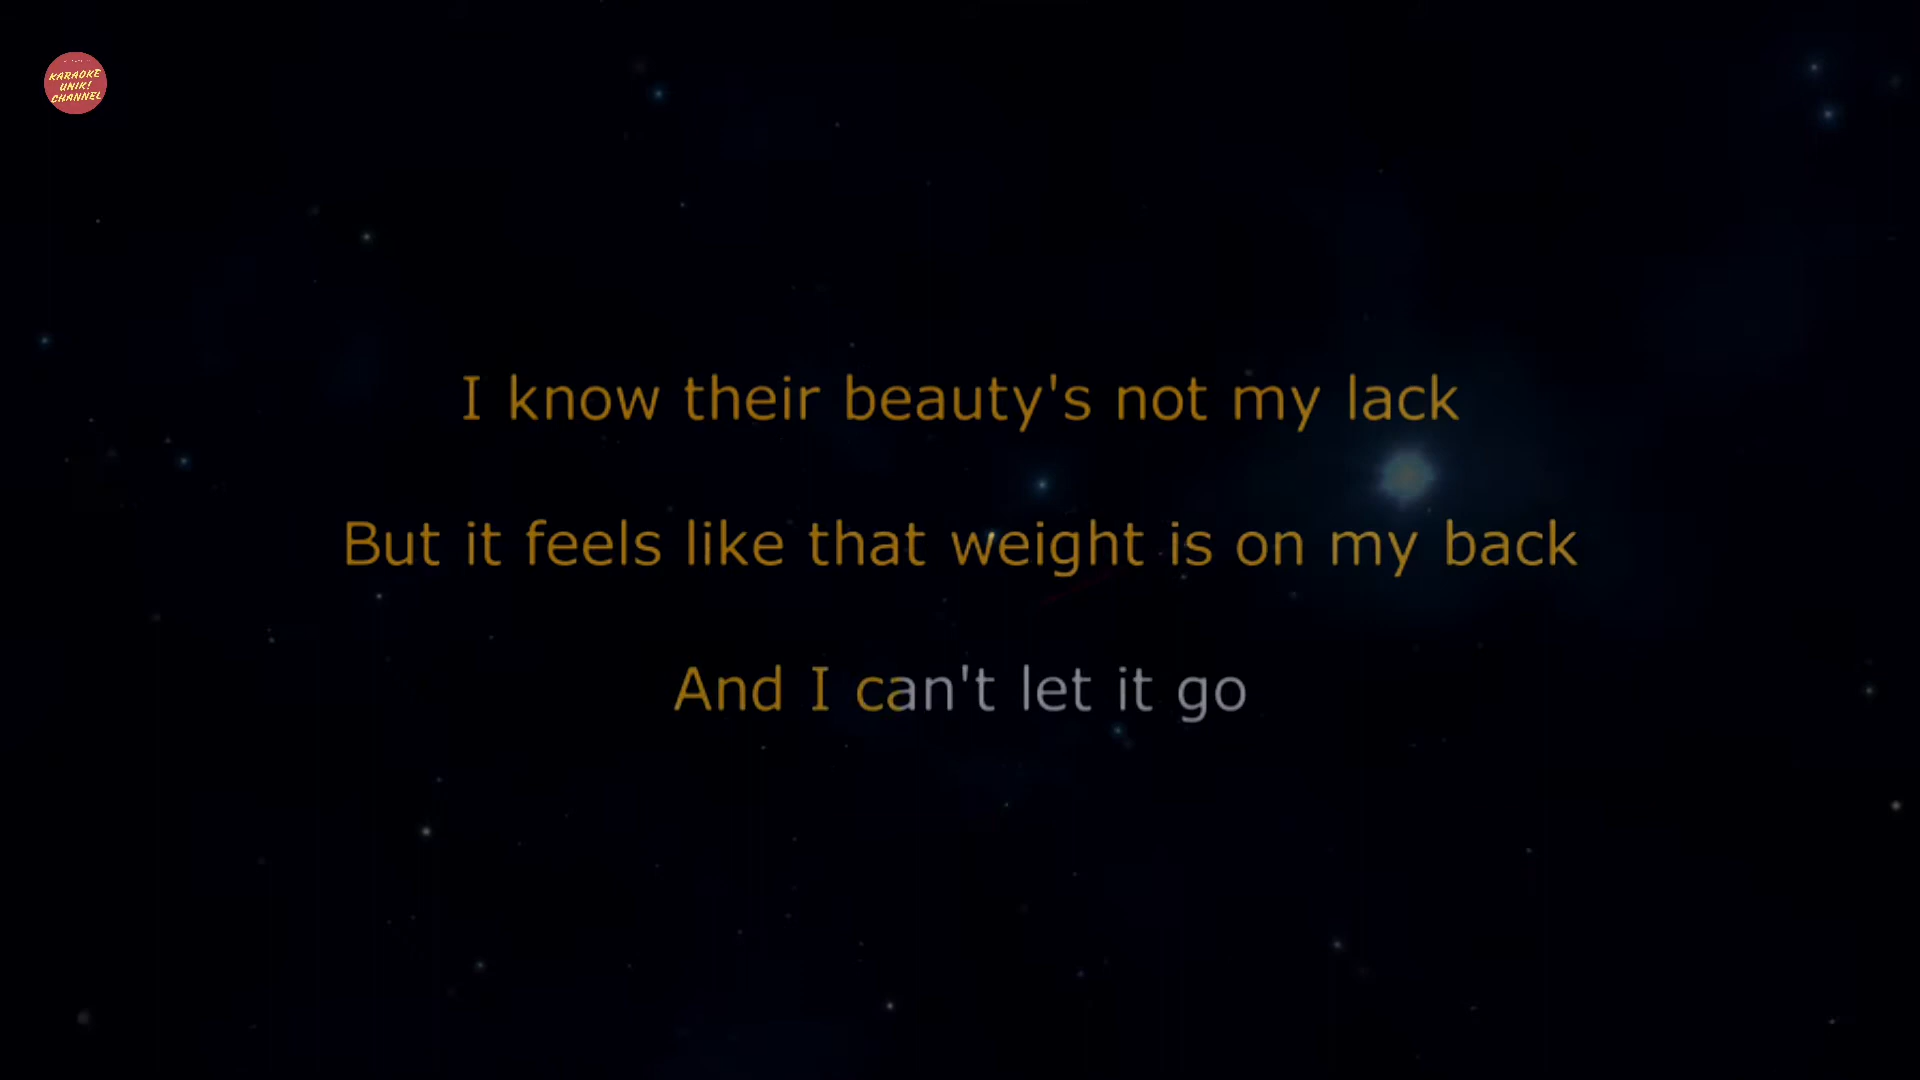 KARAOKE
UNIK!
CHANNEL
I know their beauty's not my lack
But it feels like that weight is on my back
And I can't let it go